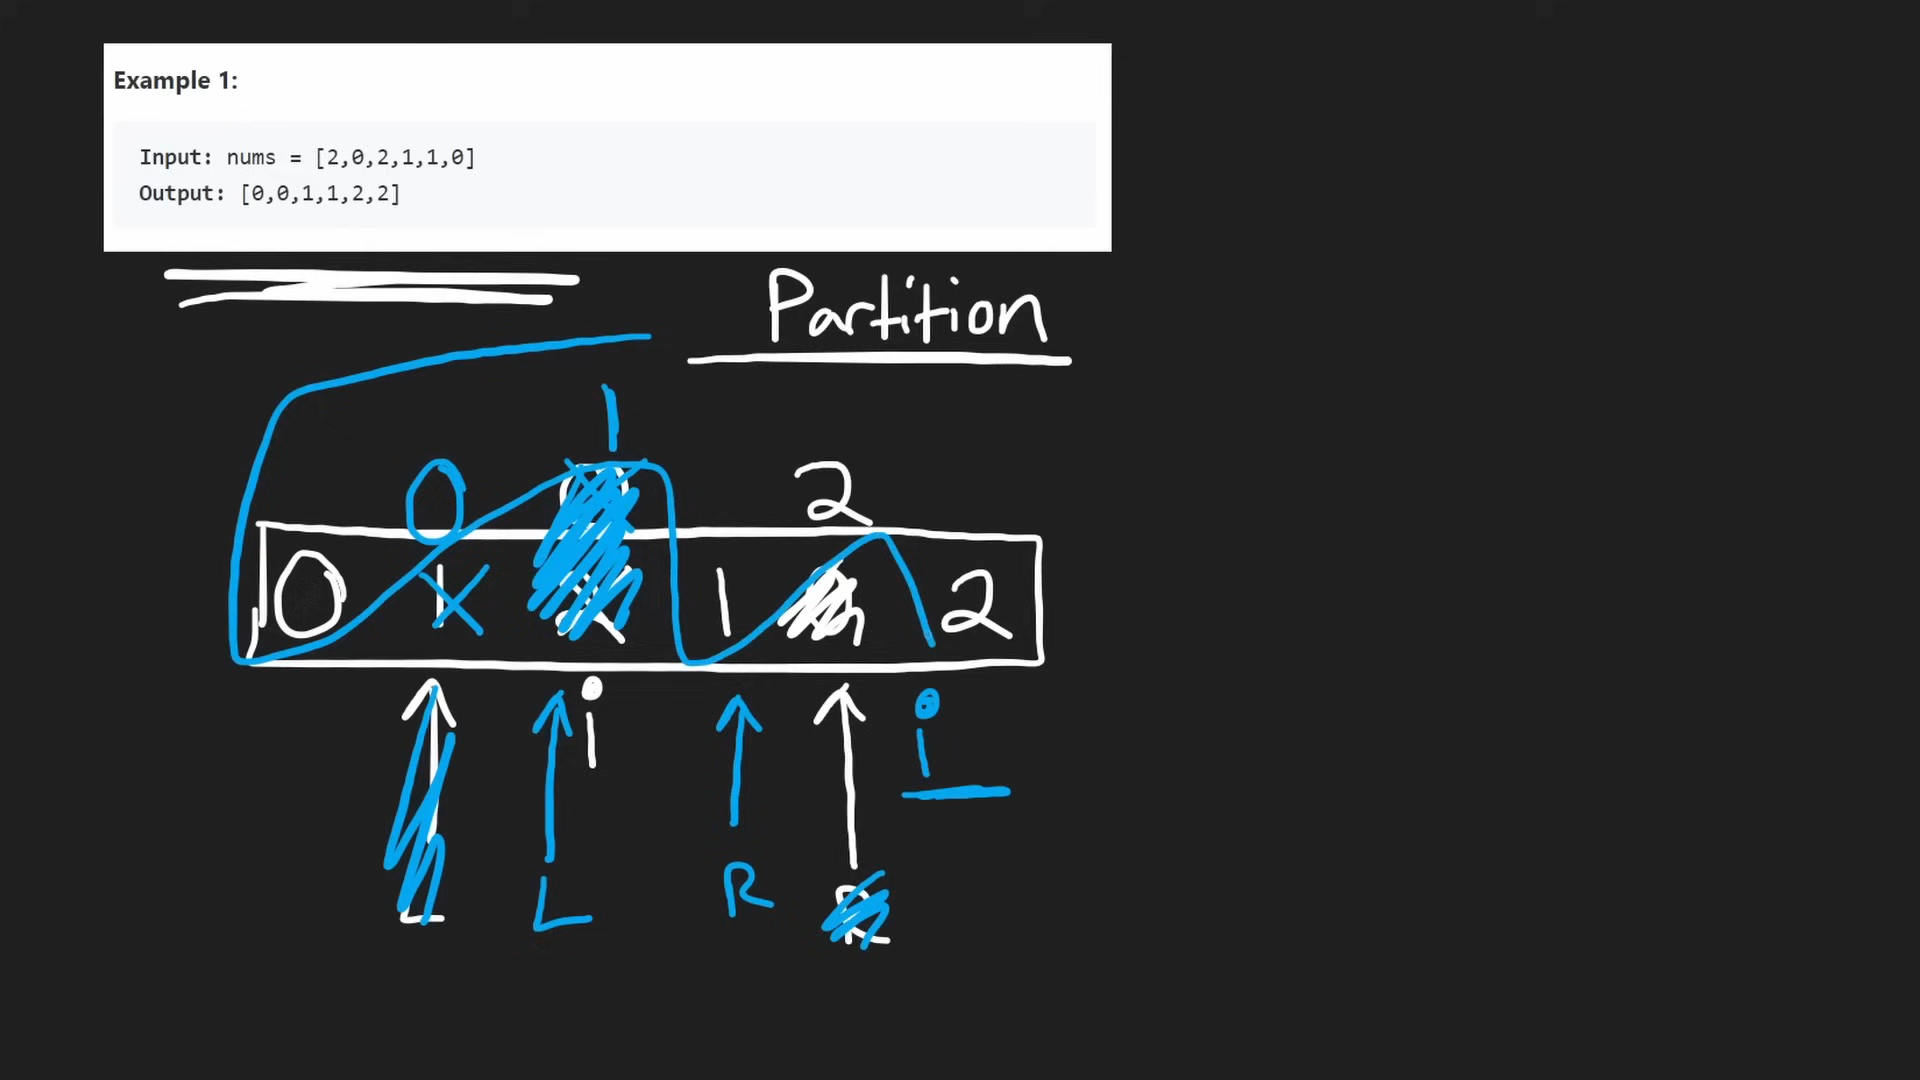 Example 1:
Input: nums = [2,0,2,1,1,0]
Output: [0,0,1,1,2,2]
Partition
1
0 2
0 1 1 2
i i
L L R R